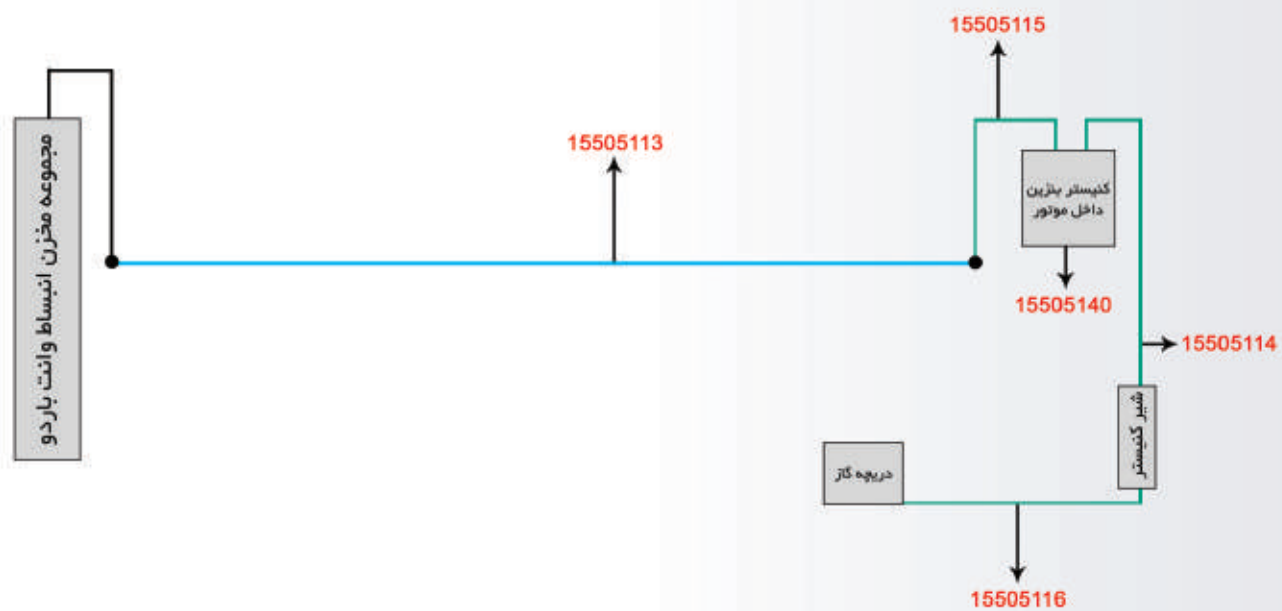 15505115
15505113
مجموعه مخزن انبساط وانت باردو
کنیستر بنزین
داخل موتور
15505140
15505114
شیر کنیستر
دریچه گاز
15505116